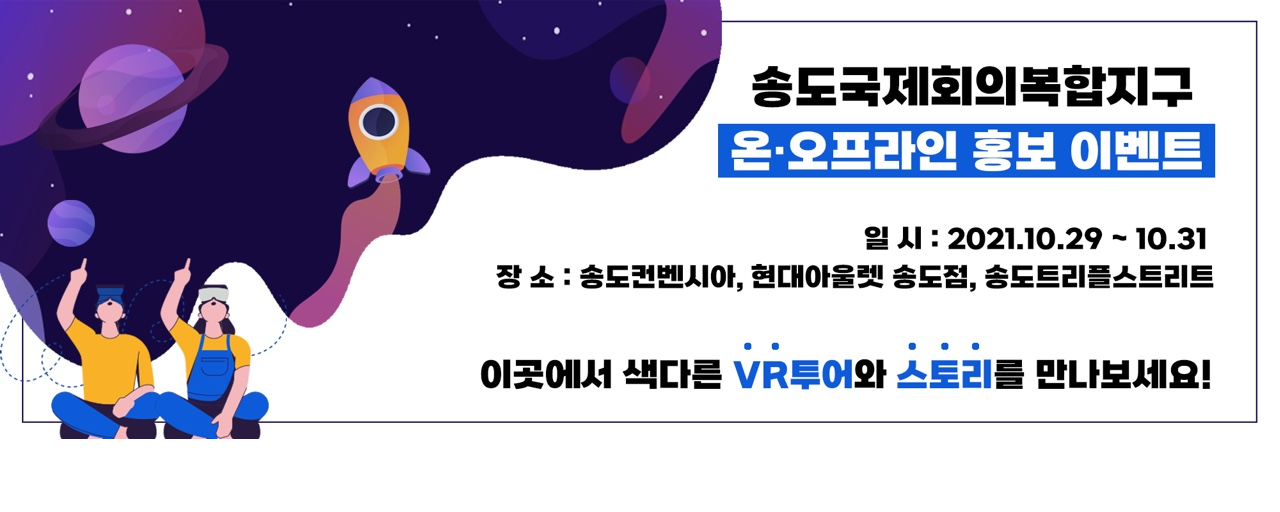 송도국제회의복합지구
온·오프라인 홍보 이벤트
일 시 : 2021.10.29 ~ 10.31
장 소 : 송도컨벤시아, 현대아울렛 송도점, 송도트리플스트리트
이곳에서 색다른 VR투어와 스토리를 만나보세요!